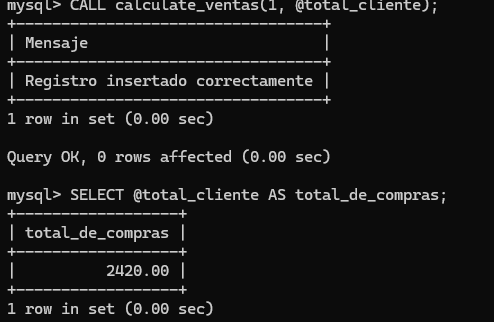 mysql> CALL calculate_ventas(1, @total_cliente);
+---------------------------------+
| Mensaje                         |
+---------------------------------+
| Registro insertado correctamente |
+---------------------------------+
1 row in set (0.00 sec)
Query OK, 0 rows affected (0.00 sec)
mysql> SELECT @total_cliente AS total_de_compras;
+------------------+
| total_de_compras |
+------------------+
|          2420.00 |
+------------------+
1 row in set (0.00 sec)